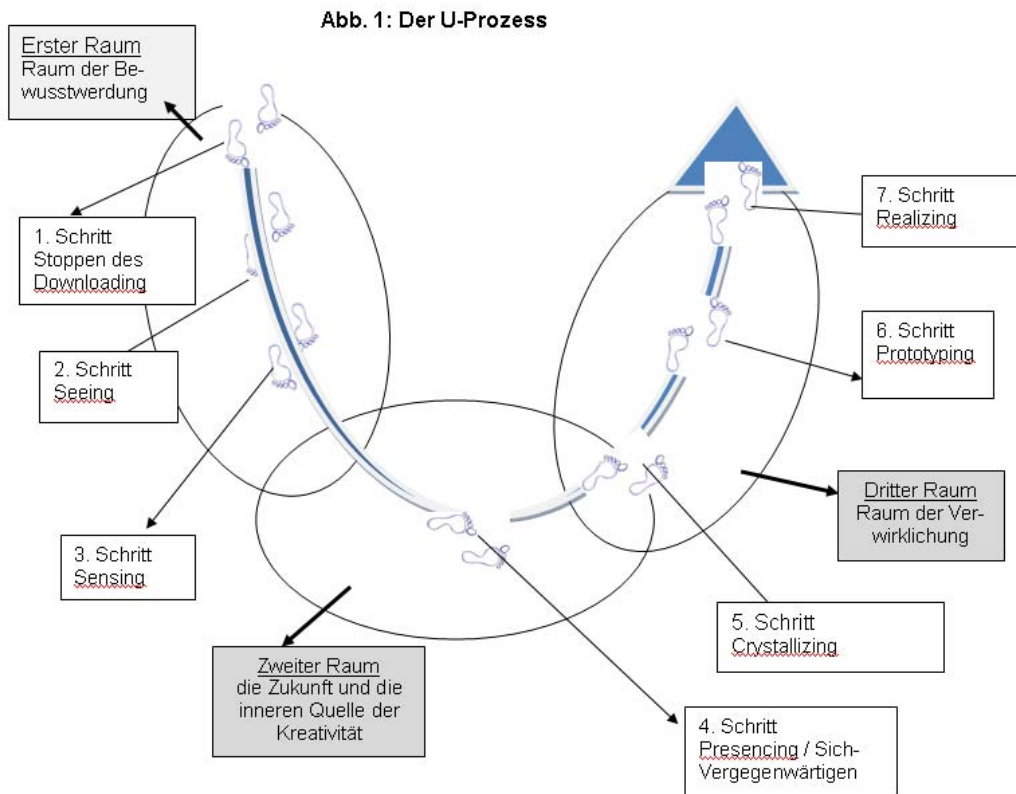 Abb. 1: Der U-Prozess
Erster Raum
Raum der Be-
wusstwerdung
1. Schritt
Stoppen des
Downloading
2. Schritt
Seeing
3. Schritt
Sensing
Zweiter Raum
die Zukunft und die
inneren Quelle der
Kreativität
4. Schritt
Presencing / Sich-
Vergegenwärtigen
5. Schritt
Crystallizing
Dritter Raum
Raum der Ver-
wirklichung
6. Schritt
Prototyping
7. Schritt
Realizing